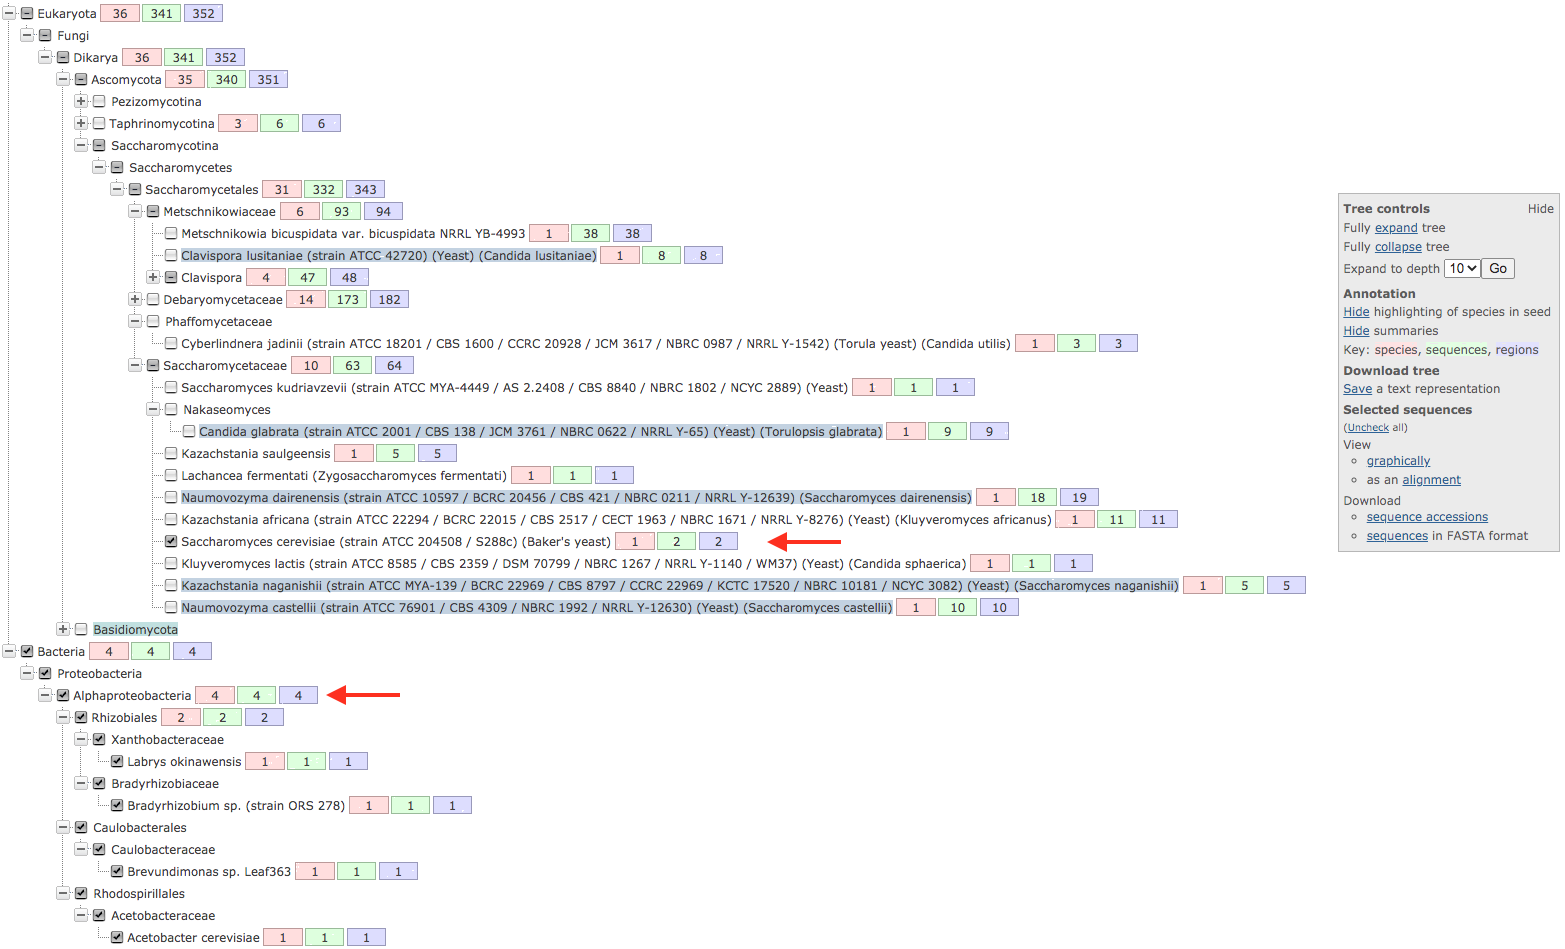 Eukaryota 36 341 352
Fungi
Dikarya 36 341 352
Ascomycota 35 340 351
Pezizomycotina
Taphrinomycotina 3 6 6
Saccharomycotina
Saccharomycetes
Saccharomycetales 31 332 343
Metschnikowiaceae 6 93 94
Metschnikowia bicuspidata var. bicuspidata NRRL YB-4993 1 38 38
Clavispora lusitaniae (strain ATCC 42720) (Yeast) (Candida lusitaniae) 1 8 8
Clavispora 4 47 48
Debaryomycetaceae 14 173 182
Phaffomycetaceae
Cyberlindnera jadinii (strain ATCC 18201 / CBS 1600 / CCRC 20928 / JCM 3617 / NBRC 0987 / NRRL Y-1542) (Torula yeast) (Candida utilis) 1 3 3
Saccharomycetaceae 10 63 64
Saccharomyces kudriavzevii (strain ATCC MYA-4449 / AS 2.2408 / CBS 8840 / NBRC 1802 / NCYC 2889) (Yeast) 1 1 1
Nakaseomyces
Candida glabrata (strain ATCC 2001 / CBS 138 / JCM 3761 / NBRC 0622 / NRRL Y-65) (Yeast) (Torulopsis glabrata) 1 9 9
Kazachstania saulgeensis 1 5 5
Lachancea fermentati (Zygosaccharomyces fermentati) 1 1 1
Naumovozyma dairenensis (strain ATCC 10597 / BCRC 20456 / CBS 421 / NBRC 0211 / NRRL Y-12639) (Saccharomyces dairenensis) 1 18 19
Kazachstania africana (strain ATCC 22294 / BCRC 22015 / CBS 2517 / CECT 1963 / NBRC 1671 / NRRL Y-8276) (Yeast) (Kluyveromyces africanus) 1 11 11
Saccharomyces cerevisiae (strain ATCC 204508 / S288c) (Baker's yeast) 1 2 2
Kluyveromyces lactis (strain ATCC 8585 / CBS 2359 / DSM 70799 / NBRC 1267 / NRRL Y-1140 / WM37) (Yeast) (Candida sphaerica) 1 1 1
Kazachstania naganishii (strain ATCC MYA-139 / BCRC 22969 / CBS 8797 / CCRC 22969 / KCTC 17520 / NBRC 10181 / NCYC 3082) (Yeast) (Saccharomyces naganishii) 1 5 5
Naumovozyma castellii (strain ATCC 76901 / CBS 4309 / NBRC 1992 / NRRL Y-12630) (Yeast) (Saccharomyces castellii) 1 10 10
Basidiomycota
Bacteria 4 4 4
Proteobacteria
Alphaproteobacteria 4 4 4
Rhizobiales 2 2 2
Xanthobacteraceae
Labrys okinawensis 1 1 1
Bradyrhizobiaceae
Bradyrhizobium sp. (strain ORS 278) 1 1 1
Caulobacterales
Caulobacteraceae
Brevundimonas sp. Leaf363 1 1 1
Rhodospirillales
Acetobacteraceae
Acetobacter cerevisiae 1 1 1
Tree controls Hide
Fully expand tree
Fully collapse tree
Expand to depth 10 Go
Annotation
Hide highlighting of species in seed
Hide summaries
Key: species, sequences, regions
Download tree
Save a text representation
Selected sequences
(Uncheck all)
View
graphically
as an alignment
Download
sequence accessions
sequences in FASTA format